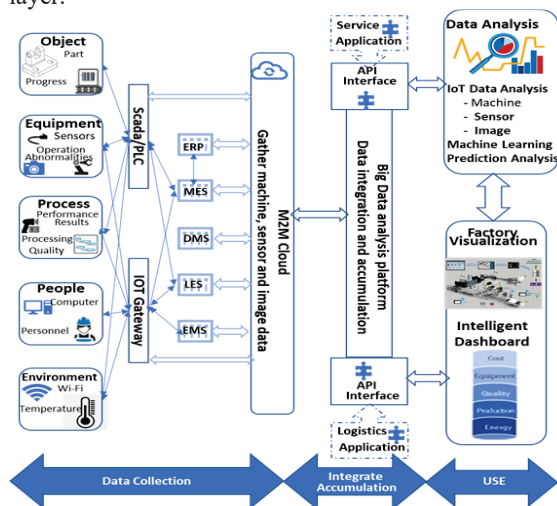 layer.
Object
Part
Progress
Equipment
Sensors
Operation
Abnormalities
Process
Performance
Results
Processing
Quality
People
Computer
Personnel
Environment
Wi-Fi
Temperature
Scada/PLC
IOT Gateway
ERP
MES
DMS
LES
EMS
Gather machine, sensor and image data
M2M Cloud
Service
Application
API
Interface
Big Data analysis platform
Data integration and accumulation
API
Interface
Logistics
Application
Data Analysis
IoT Data Analysis
- Machine
- Sensor
- Image
Machine Learning
Prediction Analysis
Factory
Visualization
Intelligent
Dashboard
Cost
Equipment
Quality
Production
Energy
Data Collection
Integrate
Accumulation
USE